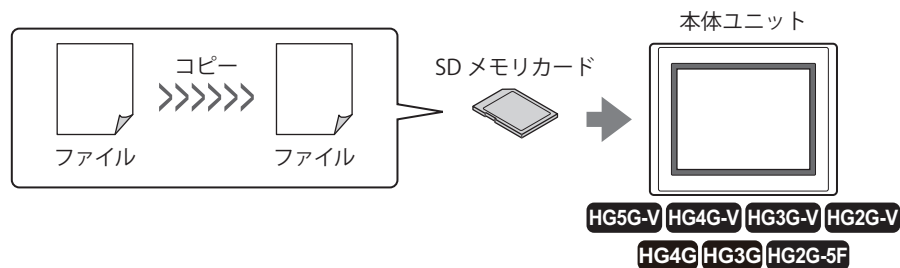 本体ユニット
コピー
SD メモリカード
ファイル
ファイル
HG5G-V HG4G-V HG3G-V HG2G-V
HG4G HG3G HG2G-5F